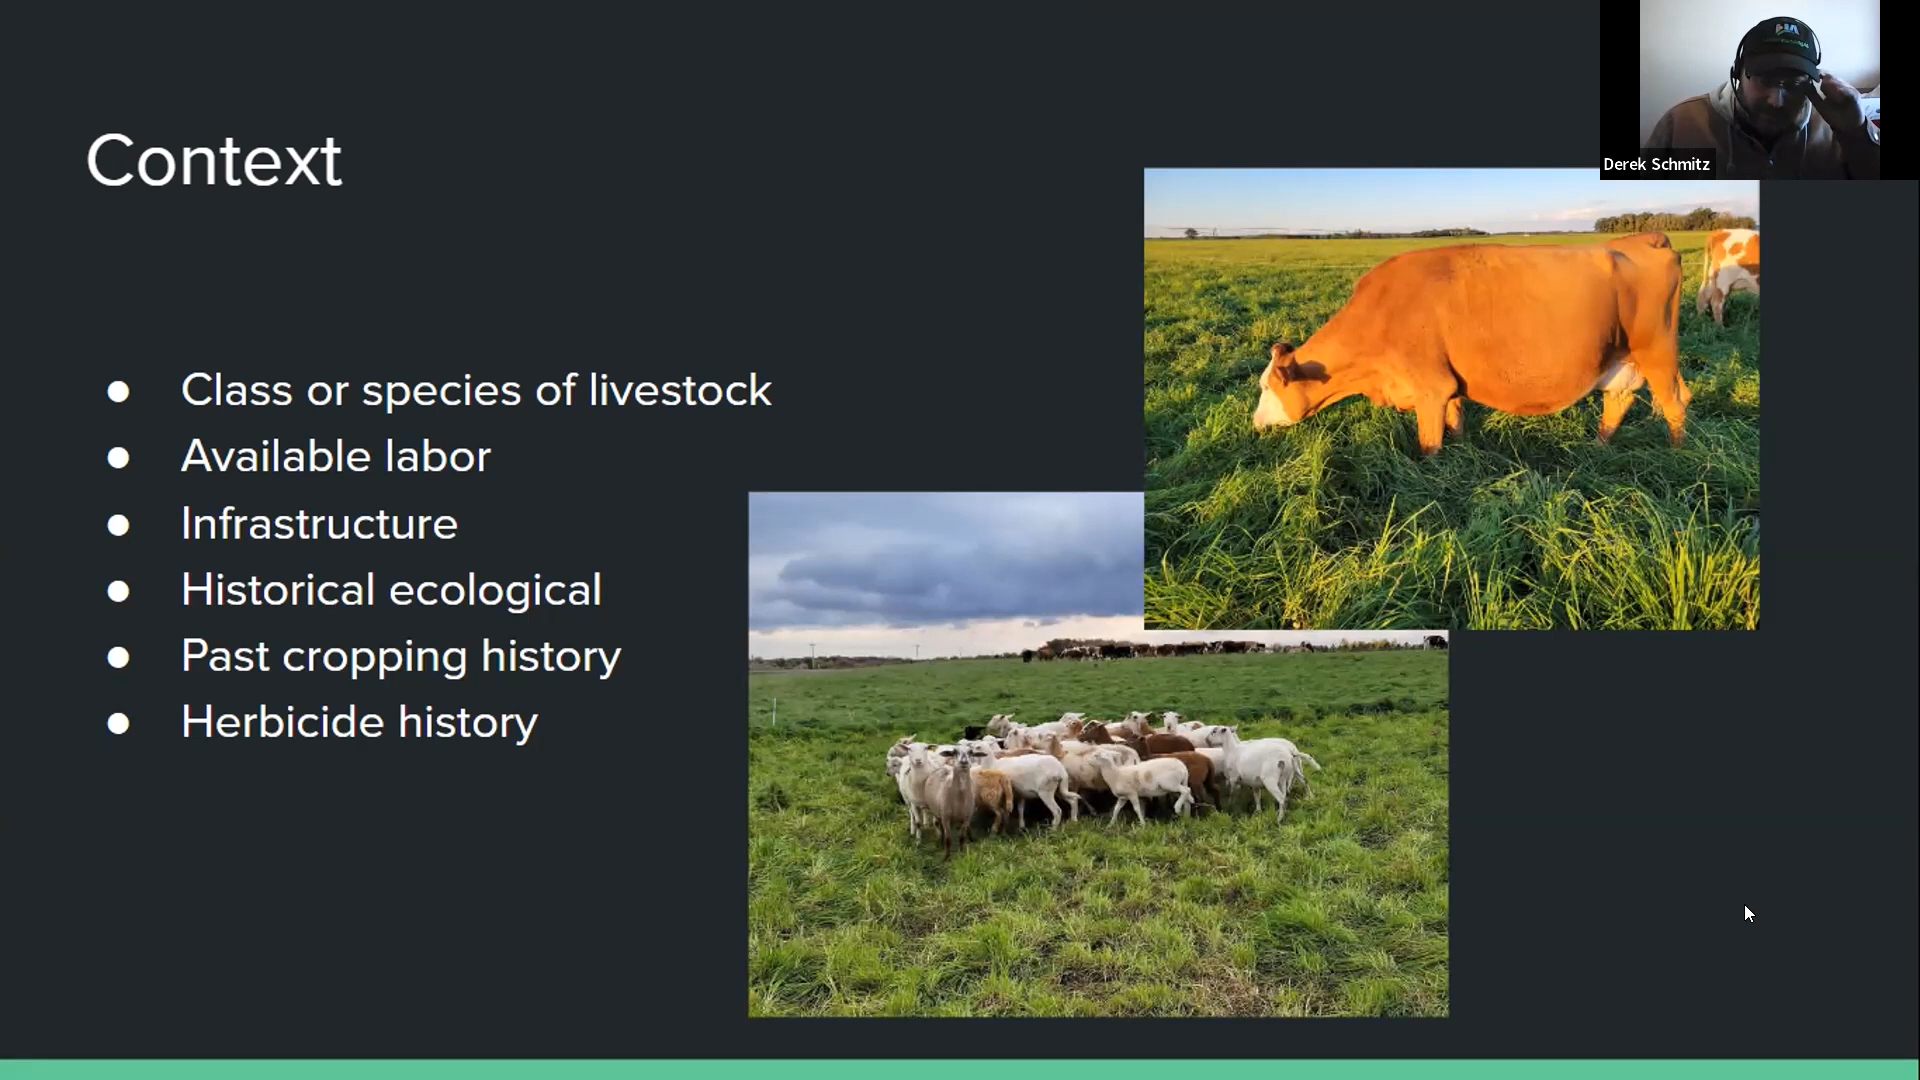 Derek Schmitz
Context
Class or species of livestock
Available labor
Infrastructure
Historical ecological
Past cropping history
Herbicide history